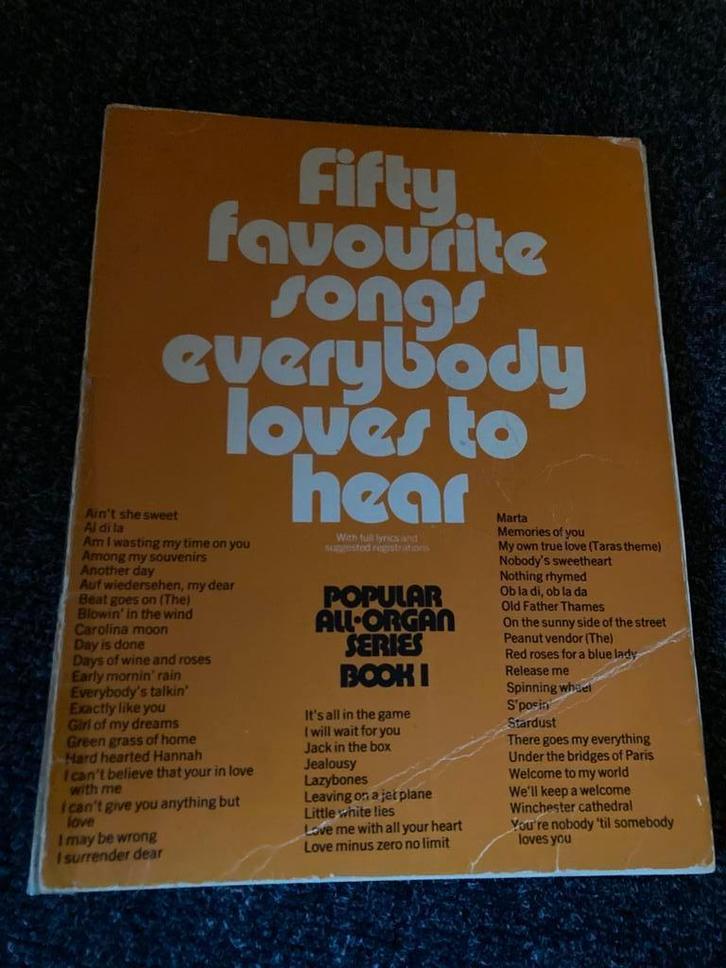 Fifty
favourite
songs
everybody
loves to
hear
With full lyrics and
suggested registrations
POPULAR
ALL·ORGAN
SERIES
BOOK 1
Ain't she sweet
Al di la
Am I wasting my time on you
Among my souvenirs
Another day
Auf wiedersehen, my dear
Beat goes on (The)
Blowin' in the wind
Carolina moon
Day is done
Days of wine and roses
Early mornin' rain
Everybody's talkin'
Exactly like you
Girl of my dreams
Green grass of home
Hard hearted Hannah
I can't believe that your in love
with me
I can't give you anything but
love
I may be wrong
I surrender dear
It's all in the game
I will wait for you
Jack in the box
Jealousy
Lazybones
Leaving on a jet plane
Little white lies
Love me with all your heart
Love minus zero no limit
Marta
Memories of you
My own true love (Taras theme)
Nobody's sweetheart
Nothing rhymed
Ob la di, ob la da
Old Father Thames
On the sunny side of the street
Peanut vendor (The)
Red roses for a blue lady
Release me
Spinning wheel
S'posin
Stardust
There goes my everything
Under the bridges of Paris
Welcome to my world
We'll keep a welcome
Winchester cathedral
You're nobody 'til somebody
loves you